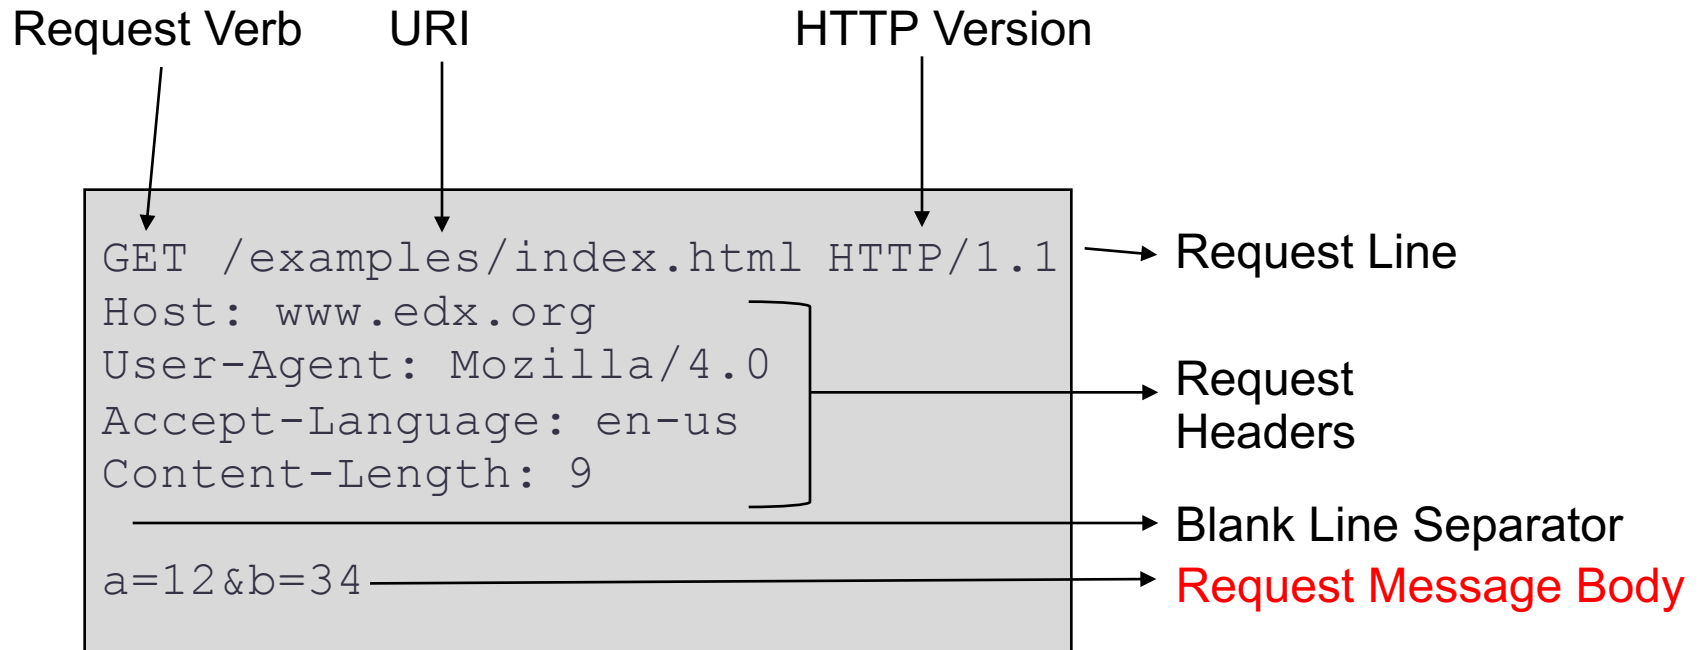 Request Verb URI HTTP Version
GET /examples/index.html HTTP/1.1
Request Line
Host: www.edx.org
User-Agent: Mozilla/4.0
Accept-Language: en-us
Content-Length: 9
Request
Headers
Blank Line Separator
a=12&b=34
Request Message Body